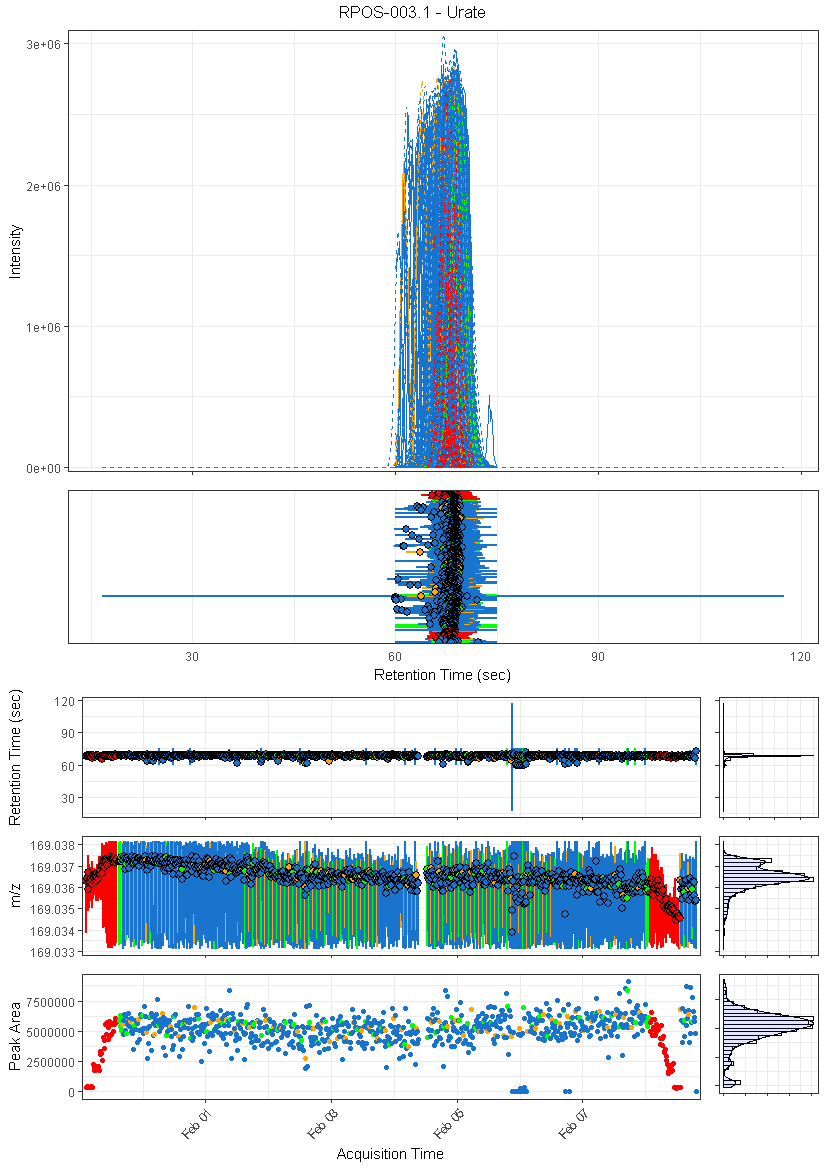 RPOS-003.1 - Urate
3e+06
2e+06
1e+06
0e+00
Intensity
30
60
90
120
Retention Time (sec)
120
90
60
30
Retention Time (sec)
169.038
169.037
169.036
169.035
169.034
169.033
m/z
7500000
5000000
2500000
0
Peak Area
Feb 01
Feb 03
Feb 05
Feb 07
Acquisition Time